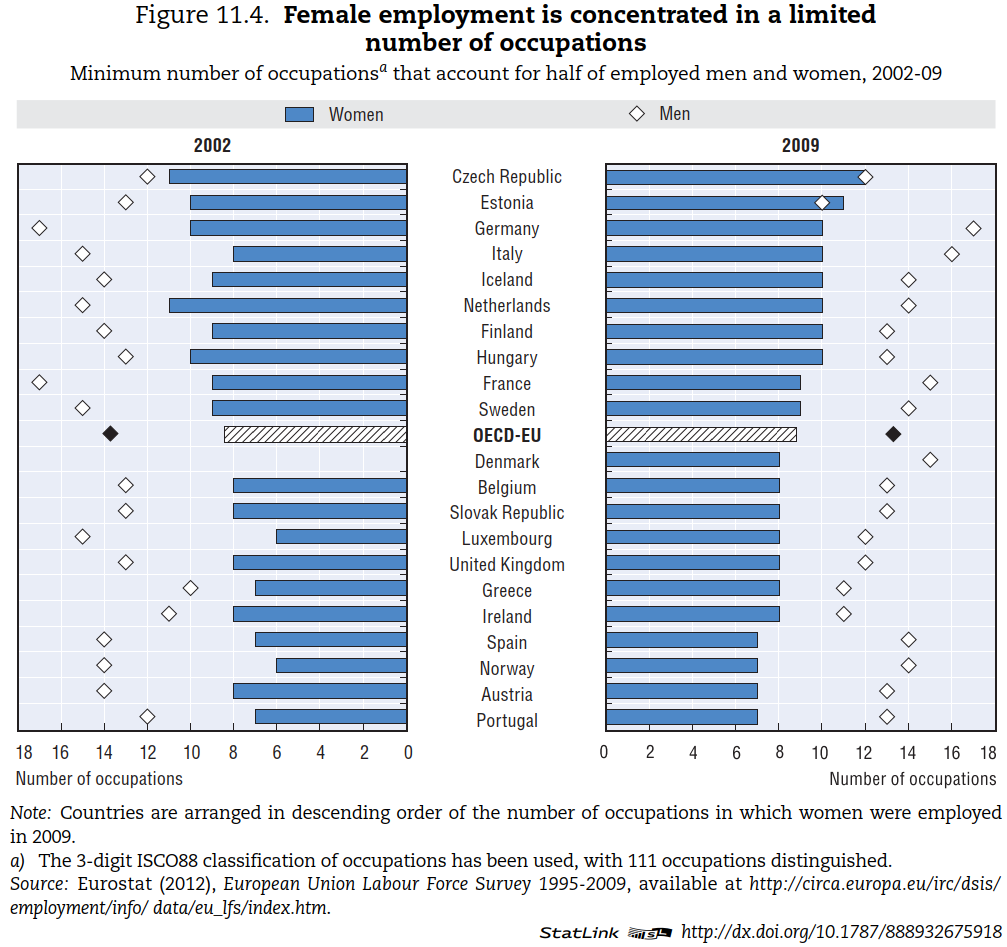 Figure 11.4. Female employment is concentrated in a limited
number of occupations
Minimum number of occupationsª that account for half of employed men and women, 2002-09
Women
Men
2002
2009
Czech Republic
Estonia
Germany
Italy
Iceland
Netherlands
Finland
Hungary
France
Sweden
OECD-EU
Denmark
Belgium
Slovak Republic
Luxembourg
United Kingdom
Greece
Ireland
Spain
Norway
Austria
Portugal
18 16 14 12 10 8 6 4 2 0
0 2 4 6 8 10 12 14 16 18
Number of occupations
Number of occupations
Note: Countries are arranged in descending order of the number of occupations in which women were employed
in 2009.
a) The 3-digit ISCO88 classification of occupations has been used, with 111 occupations distinguished.
Source: Eurostat (2012), European Union Labour Force Survey 1995-2009, available at http://circa.europa.eu/irc/dsis/
employment/info/ data/eu_lfs/index.htm.
StatLink http://dx.doi.org/10.1787/888932675918